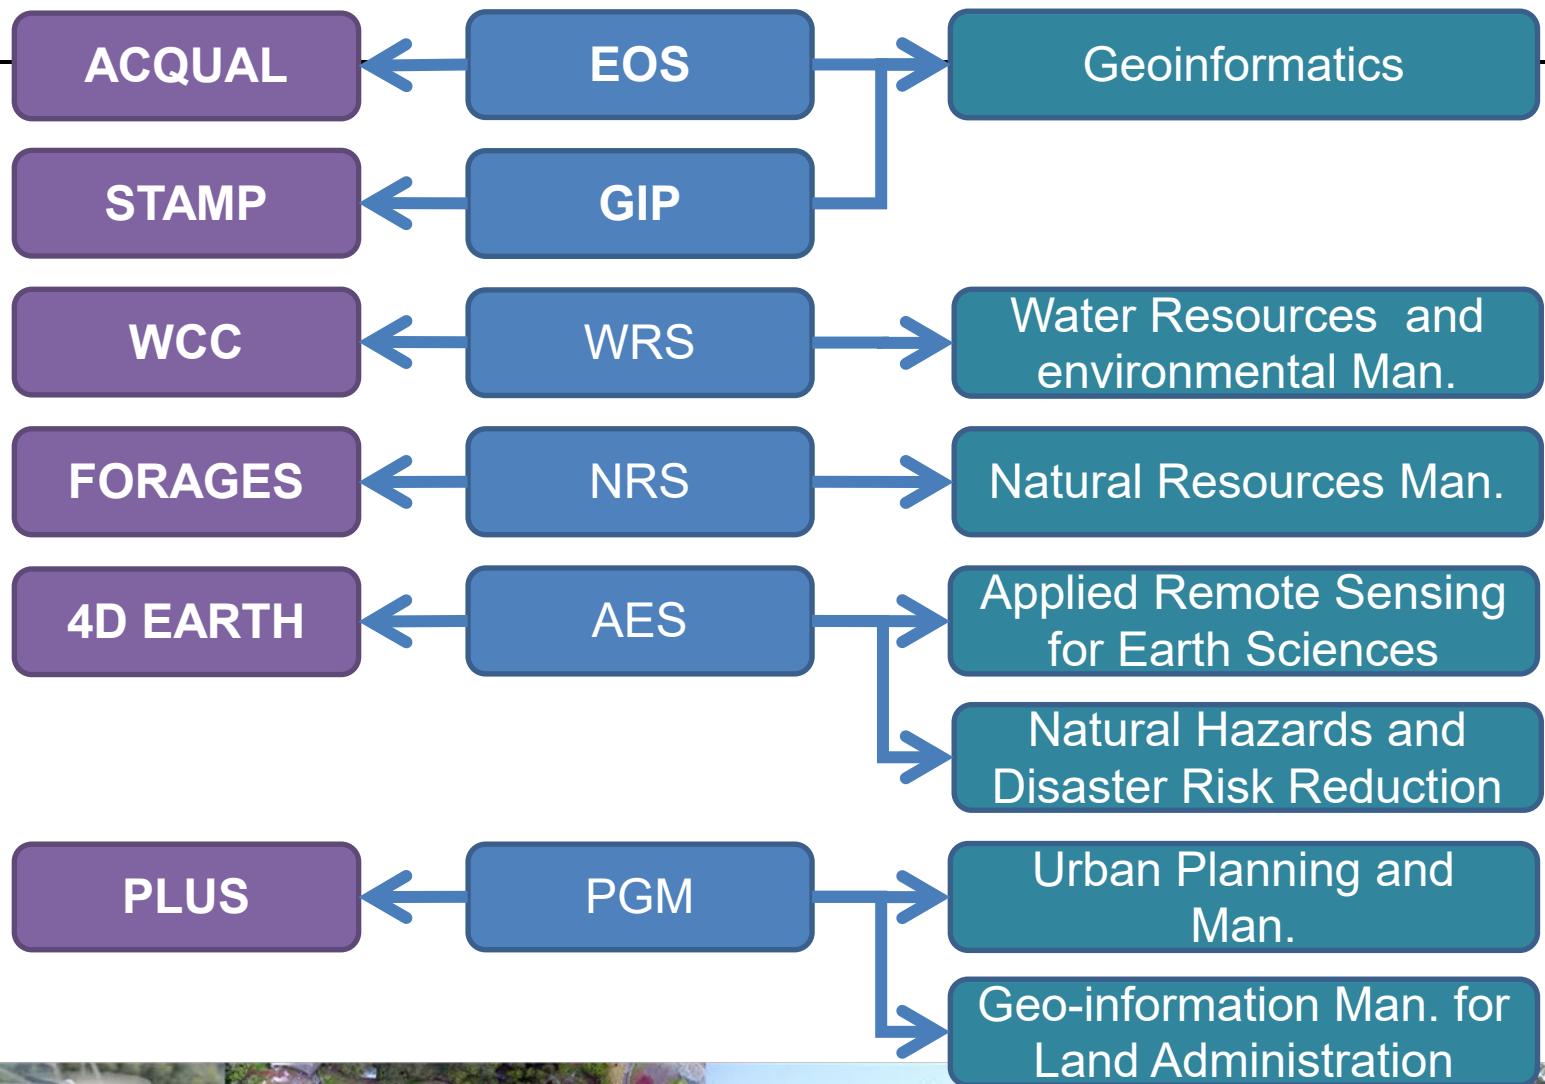 ACQUAL
EOS
Geoinformatics
STAMP
GIP
WCC
WRS
Water Resources and
environmental Man.
FORAGES
NRS
Natural Resources Man.
4D EARTH
AES
Applied Remote Sensing
for Earth Sciences
Natural Hazards and
Disaster Risk Reduction
PLUS
PGM
Urban Planning and
Man.
Geo-information Man. for
Land Administration